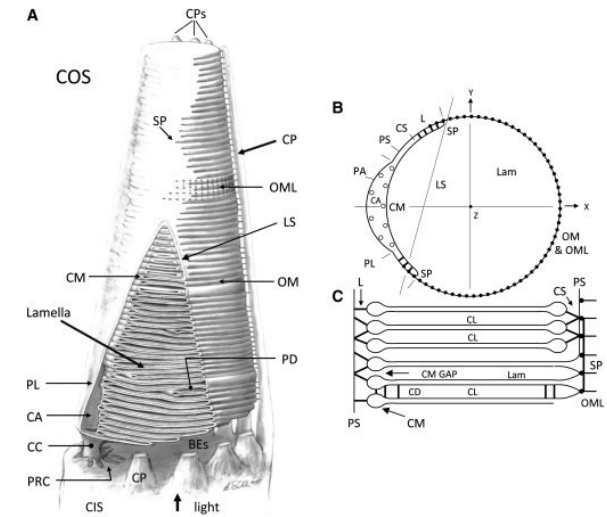 A
CPs
COS
SP
CP
OML
LS
CM
OM
Lamella
PD
PL
CA
CC
BEs
PRC
CP
CIS
light
B
Y
L
CS
SP
PS
PA
LS
Lam
CA
CM
X
Z
OM
& OML
PL
SP
C
L
CS
PS
CL
CL
SP
CM GAP
Lam
CD
CL
OML
PS
CM